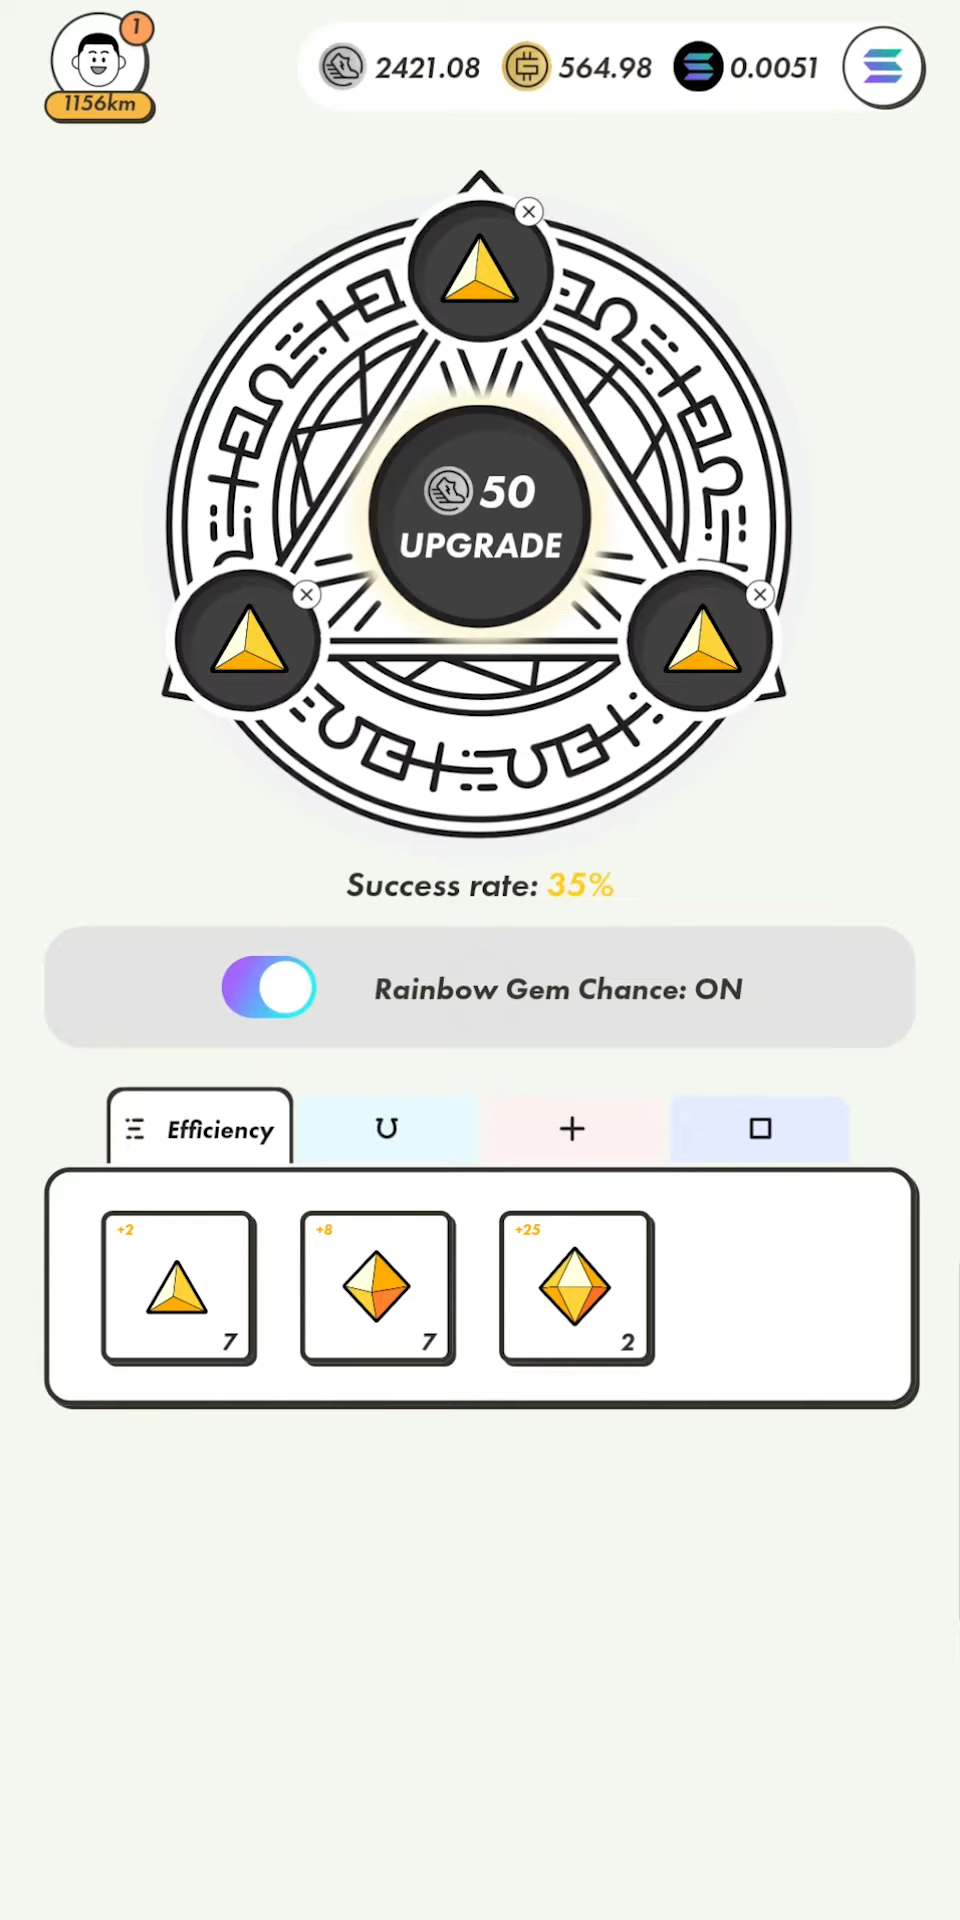 1
1156km
2421.08 564.98 0.0051
50
UPGRADE
Success rate: 35%
Rainbow Gem Chance: ON
Efficiency
+2 +8 +25
7 7 2